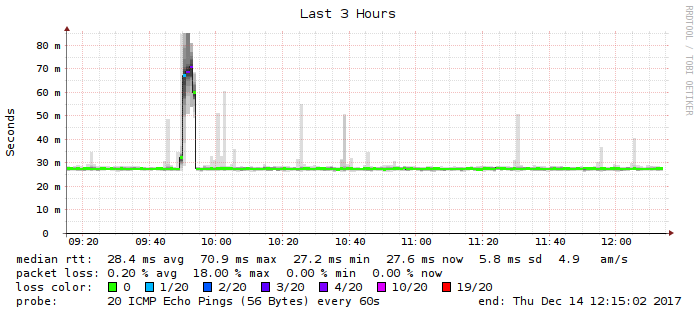 Last 3 Hours
RRDTOOL / TOBI OETIKER
Seconds
80 m
70 m
60 m
50 m
40 m
30 m
20 m
10 m
0
09:20 09:40 10:00 10:20 10:40 11:00 11:20 11:40 12:00
median rtt: 28.4 ms avg 70.9 ms max 27.2 ms min 27.6 ms now 5.8 ms sd 4.9 am/s
packet loss: 0.20 % avg 18.00 % max 0.00 % min 0.00 % now
loss color: 0 1/20 2/20 3/20 4/20 10/20 19/20
probe: 20 ICMP Echo Pings (56 Bytes) every 60s end: Thu Dec 14 12:15:02 2017